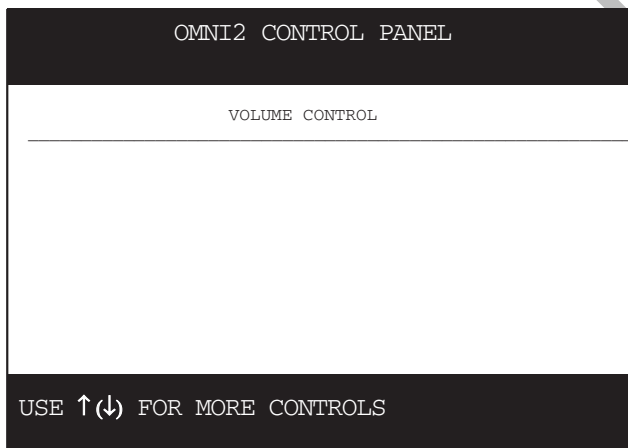 OMNI2 CONTROL PANEL
VOLUME CONTROL
USE ↑(↓) FOR MORE CONTROLS